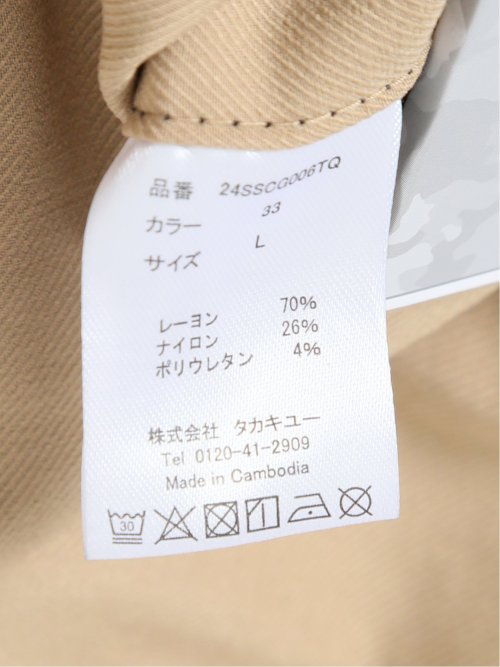 品番 24SSCG006TQ
カラー 33
サイズ L
レーヨン 70%
ナイロン 26%
ポリウレタン 4%
株式会社 タカキユー
Tel 0120-41-2909
Made in Cambodia
30